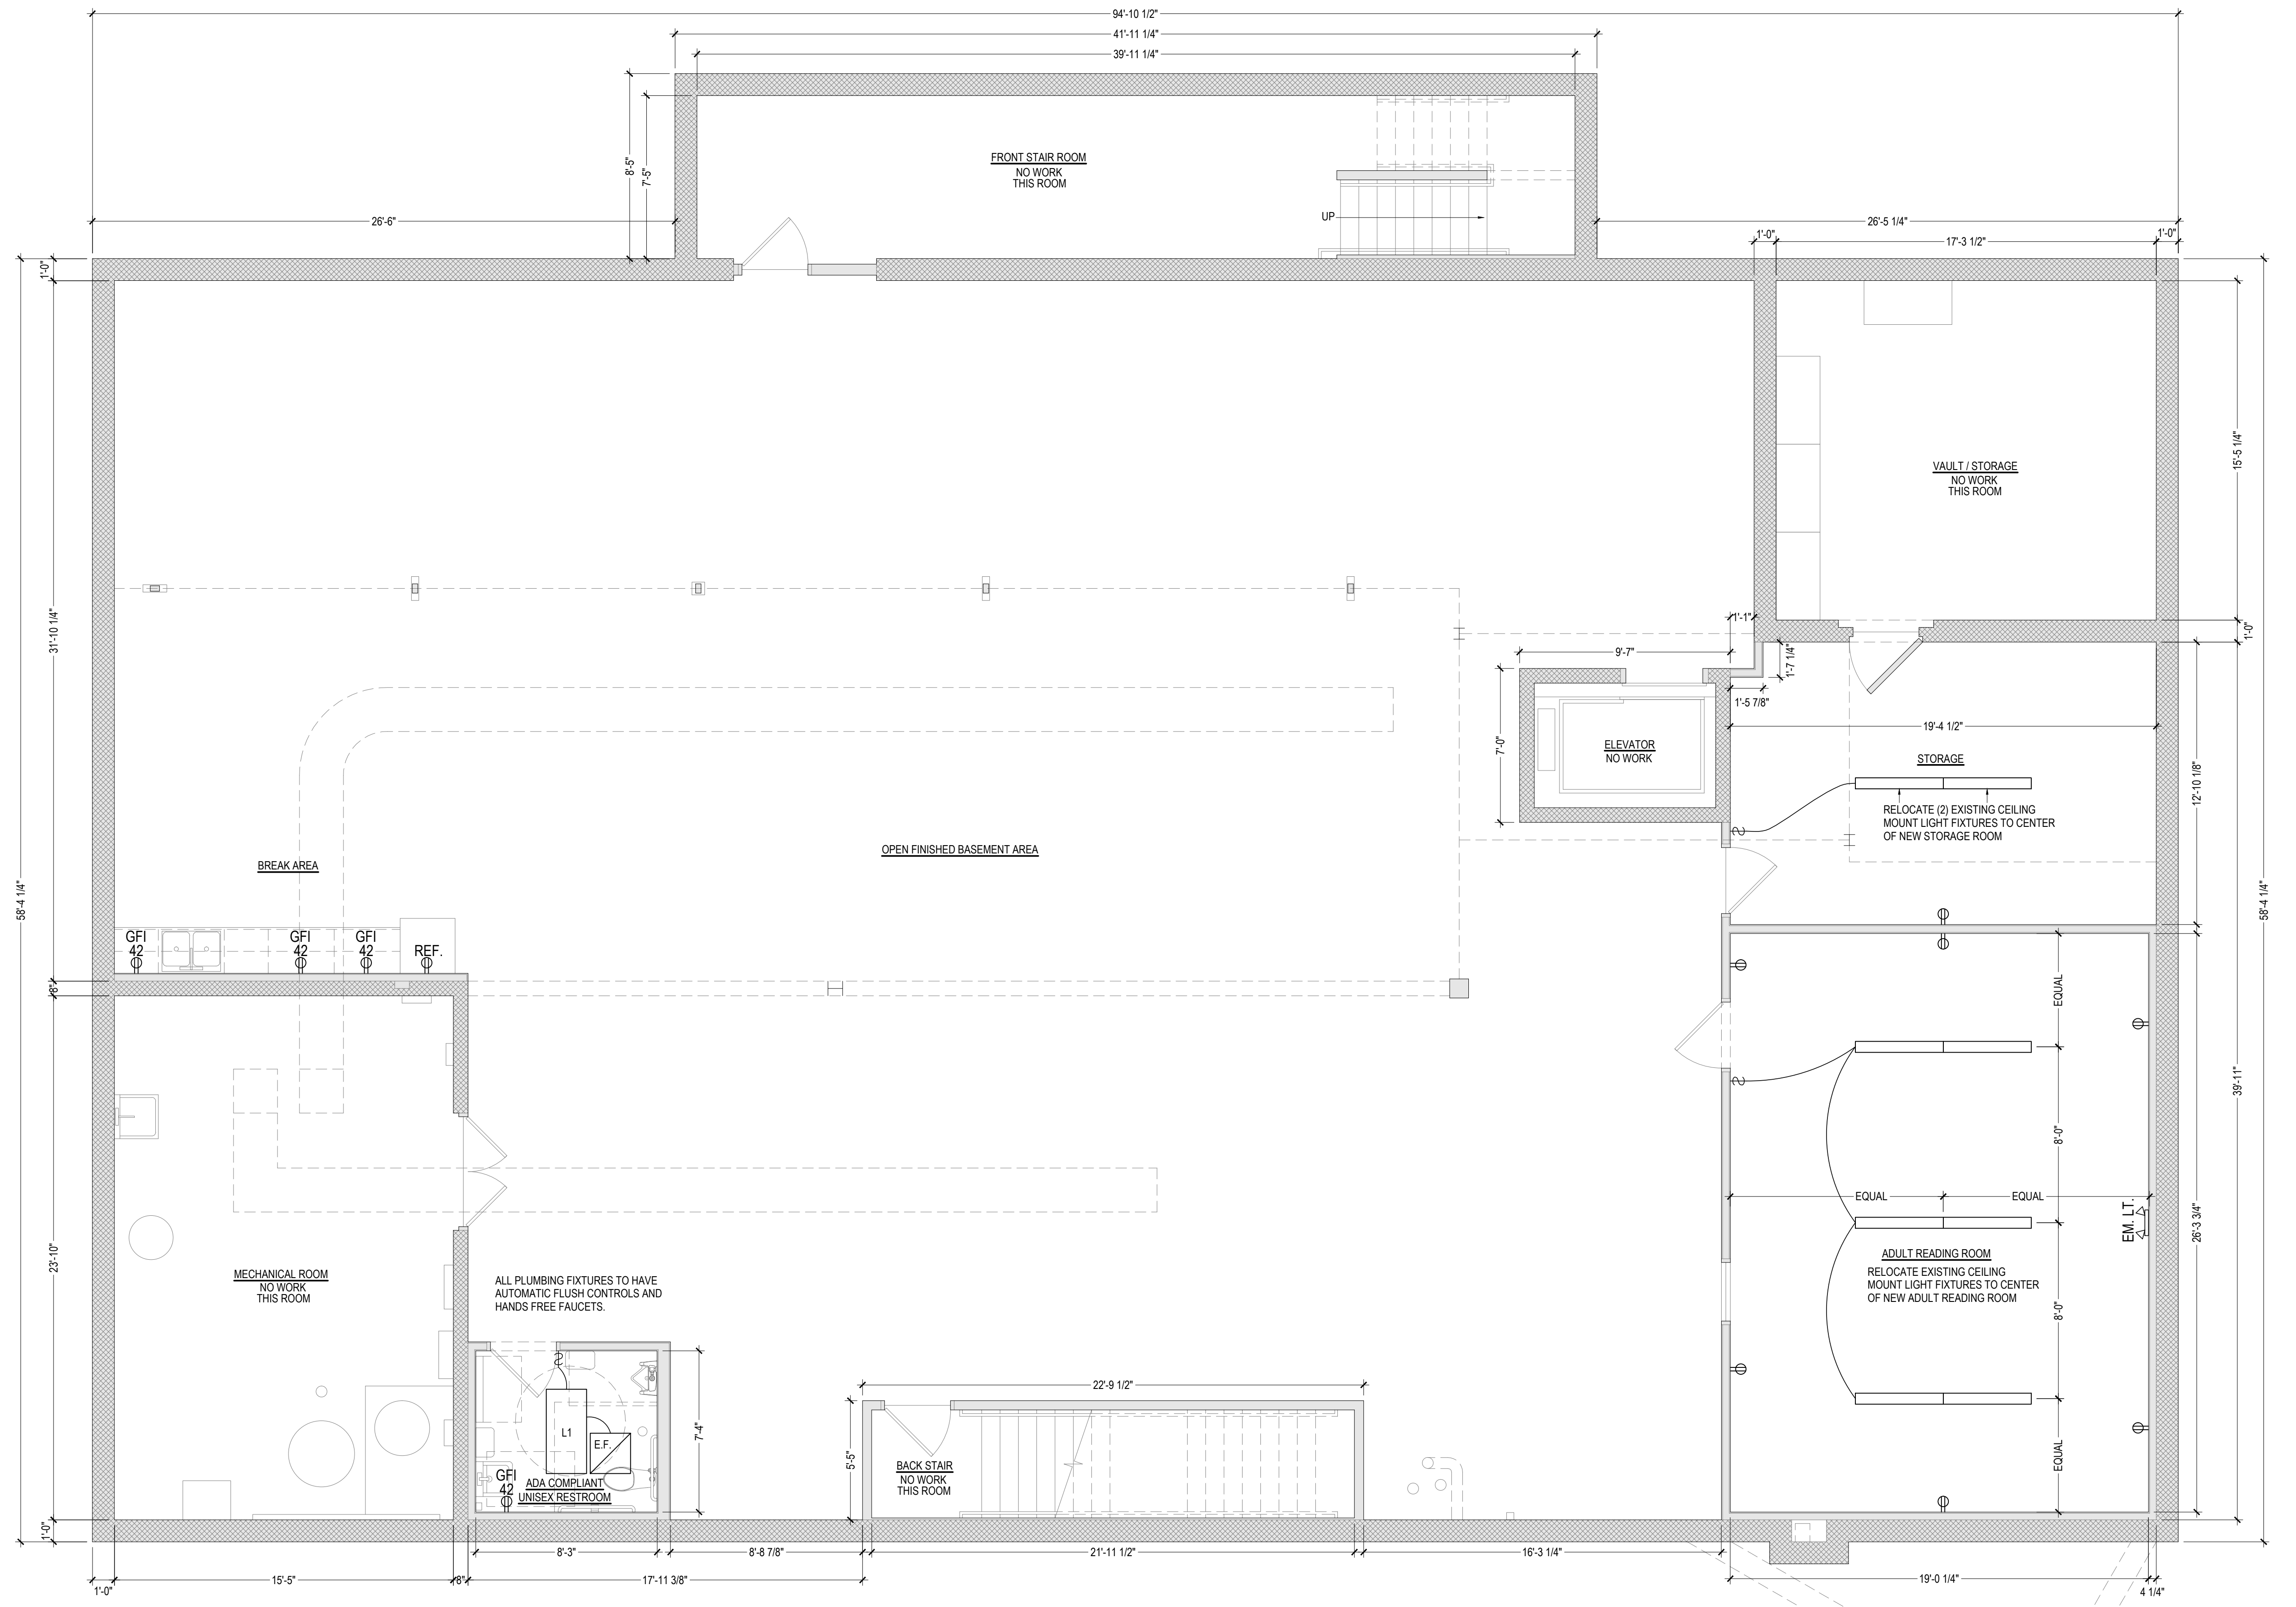 94'-10 1/2"
41'-11 1/4"
39'-11 1/4"
8'-5"
7'-5"
FRONT STAIR ROOM
NO WORK
THIS ROOM
UP
26'-6"
26'-5 1/4"
1'-0"
17'-3 1/2"
1'-0"
1'-0"
31'-10 1/4"
15'-5 1/4"
VAULT / STORAGE
NO WORK
THIS ROOM
1'-0"
1'-1"
9'-7"
1'-7 1/4"
1'-5 7/8"
19'-4 1/2"
7'-0"
ELEVATOR
NO WORK
STORAGE
12'-10 1/8"
RELOCATE (2) EXISTING CEILING
MOUNT LIGHT FIXTURES TO CENTER
OF NEW STORAGE ROOM
OPEN FINISHED BASEMENT AREA
BREAK AREA
58'-4 1/4"
58'-4 1/4"
GFI
42
GFI
42
GFI
42
REF.
8"
EQUAL
39'-11"
8'-0"
EQUAL
EQUAL
EM. LT.
26'-3 3/4"
23'-10"
MECHANICAL ROOM
NO WORK
THIS ROOM
ALL PLUMBING FIXTURES TO HAVE
AUTOMATIC FLUSH CONTROLS AND
HANDS FREE FAUCETS.
ADULT READING ROOM
RELOCATE EXISTING CEILING
MOUNT LIGHT FIXTURES TO CENTER
OF NEW ADULT READING ROOM
8'-0"
22'-9 1/2"
7'-4"
L1
E.F.
5'-5"
BACK STAIR
NO WORK
THIS ROOM
EQUAL
GFI
42
ADA COMPLIANT
UNISEX RESTROOM
1'-0"
8'-3"
8'-8 7/8"
21'-11 1/2"
16'-3 1/4"
1'-0"
15'-5"
8"
17'-11 3/8"
19'-0 1/4"
4 1/4"